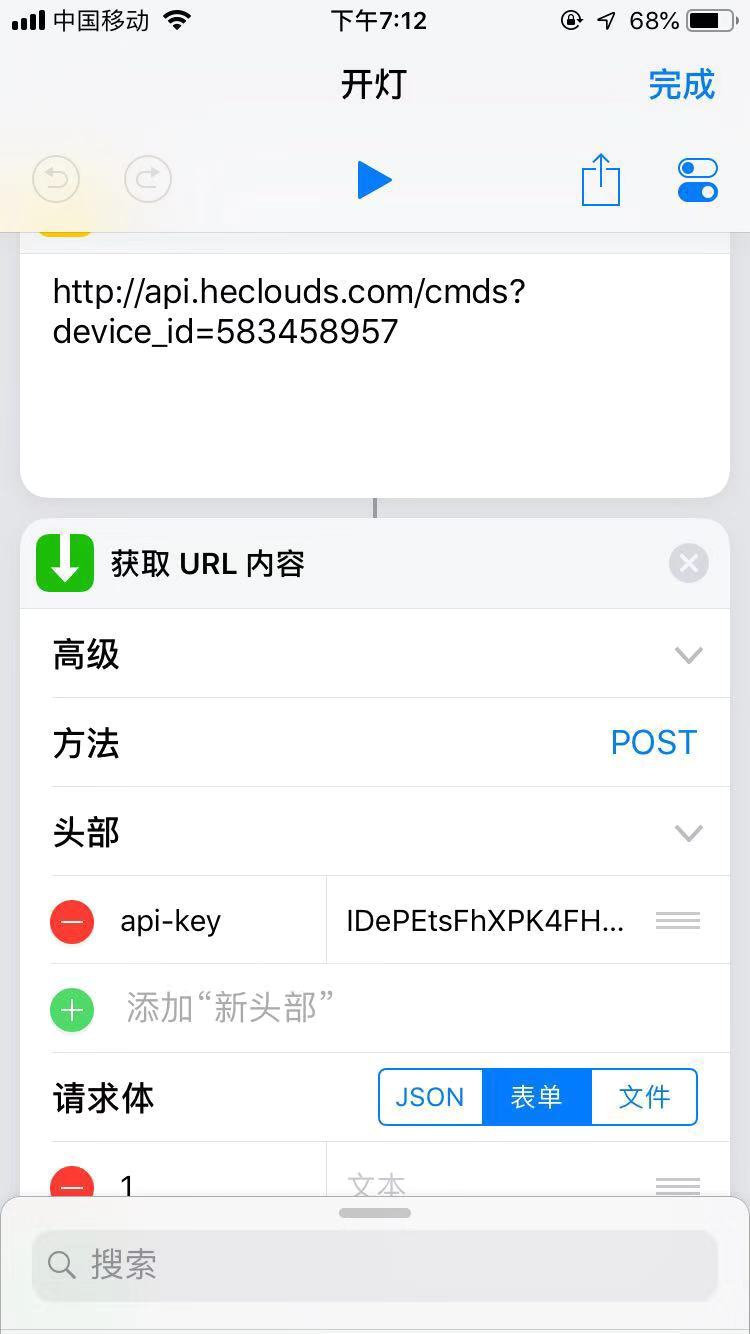 中国移动 下午7:12 68%
开灯 完成
http://api.heclouds.com/cmds?
device_id=583458957
获取 URL 内容
高级
方法 POST
头部
api-key IDePEtsFhXPK4FH...
添加“新头部”
请求体 JSON 表单 文件
1 文本
搜索